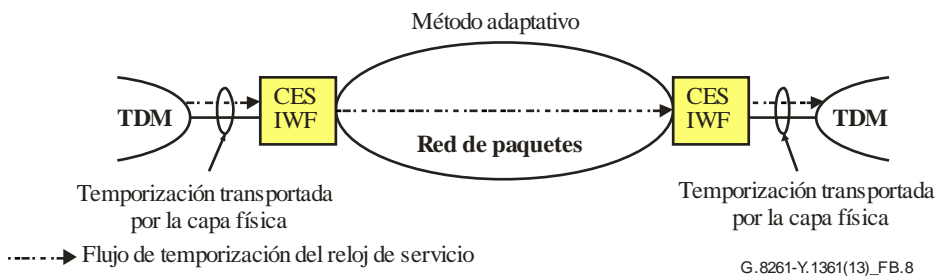 Método adaptativo
TDM
CES
IWF
Red de paquetes
CES
IWF
TDM
Temporización transportada
por la capa física
Temporización transportada
por la capa física
Flujo de temporización del reloj de servicio
G.8261-Y.1361(13)_FB.8